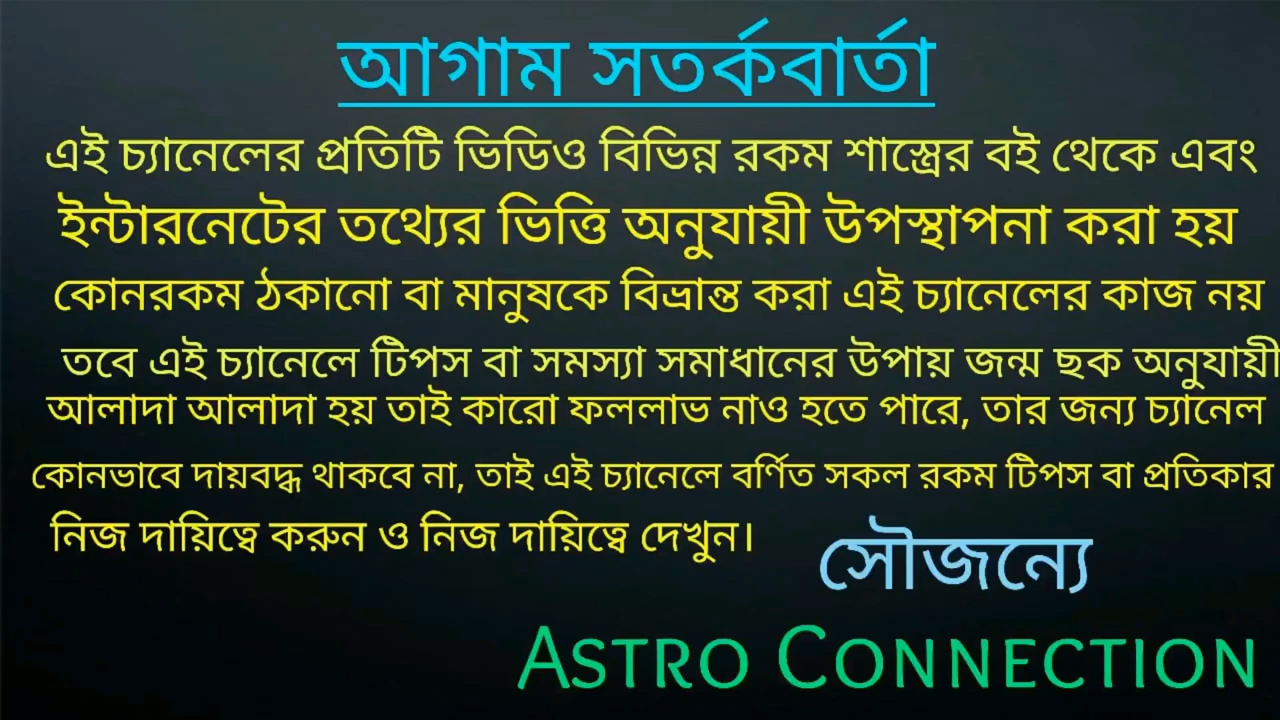 আগাম সতর্কবার্তা
এই চ্যানেলের প্রতিটি ভিডিও বিভিন্ন রকম শাস্ত্রের বই থেকে এবং
ইন্টারনেটের তথ্যের ভিত্তি অনুযায়ী উপস্থাপনা করা হয়
কোনরকম ঠকানো বা মানুষকে বিভ্রান্ত করা এই চ্যানেলের কাজ নয়
তবে এই চ্যানেলে টিপস বা সমস্যা সমাধানের উপায় জন্ম ছক অনুযায়ী
আলাদা আলাদা হয় তাই কারো ফললাভ নাও হতে পারে, তার জন্য চ্যানেল
কোনভাবে দায়বদ্ধ থাকবে না, তাই এই চ্যানেলে বর্ণিত সকল রকম টিপস বা প্রতিকার
নিজ দায়িত্বে করুন ও নিজ দায়িত্বে দেখুন।
সৌজন্যে
ASTRO CONNECTION